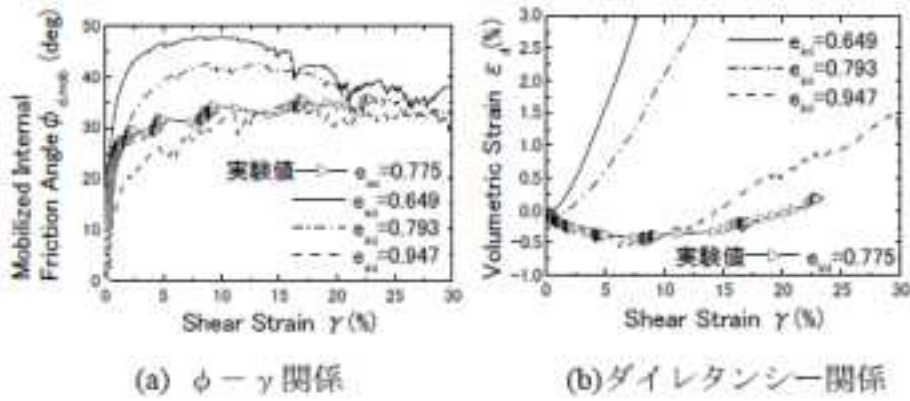 Mobilized Internal
Friction Angle ϕ (deg)
50
40
30
20
10
0
実験値 e=0.775
e=0.649
e=0.793
e=0.947
0 5 10 15 20 25 30
Shear Strain γ(%)
(a) ϕ－γ関係
Volumetric Strain ε (%)
3.0
2.5
2.0
1.5
1.0
0.5
0.0
-0.5
-1.0
e=0.649
e=0.793
e=0.947
実験値 e=0.775
0 5 10 15 20 25 30
Shear Strain γ(%)
(b)ダイレタンシー関係